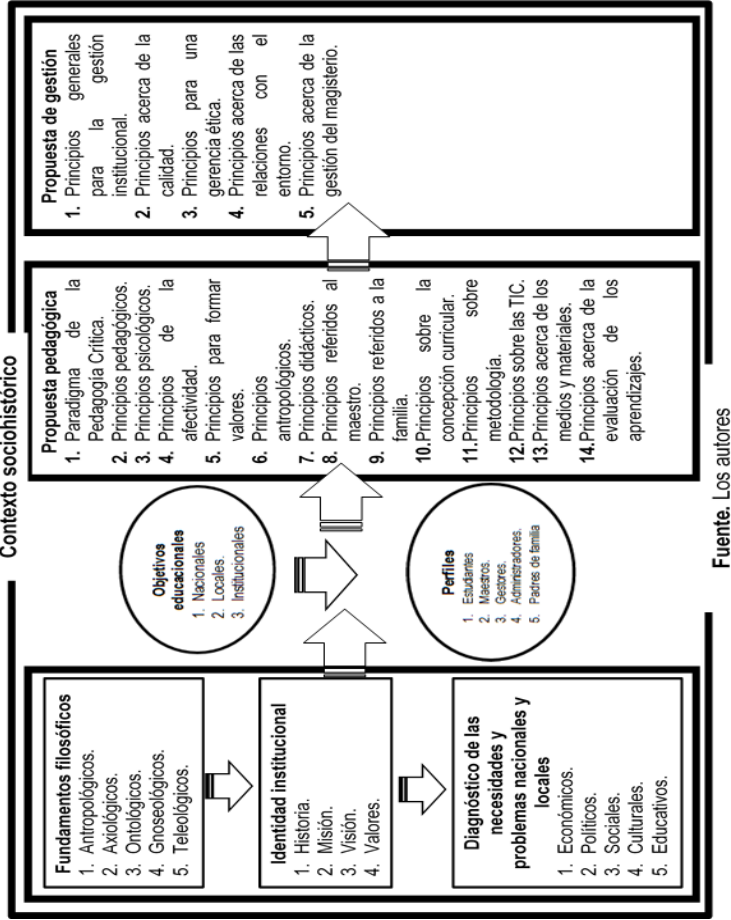 Contexto sociohistórico
Fundamentos filosóficos
1. Antropológicos.
2. Axiológicos.
3. Ontológicos.
4. Gnoseológicos.
5. Teleológicos.
Identidad institucional
1. Historia.
2. Misión.
3. Visión.
4. Valores.
Diagnóstico de las
necesidades y
problemas nacionales y
locales
1. Económicos.
2. Políticos.
3. Sociales.
4. Culturales.
5. Educativos.
Objetivos
educacionales
1. Nacionales
2. Locales.
3. Institucionales
Perfiles
1. Estudiantes
2. Maestros.
3. Gestores.
4. Administradores.
5. Padres de familia
Propuesta pedagógica
1. Paradigma de la
Pedagogía Crítica.
2. Principios pedagógicos.
3. Principios psicológicos.
4. Principios de la
afectividad.
5. Principios para formar
valores.
6. Principios
antropológicos.
7. Principios didácticos.
8. Principios referidos al
maestro.
9. Principios referidos a la
familia.
10.Principios sobre la
concepción curricular.
11.Principios sobre
metodología.
12.Principios sobre las TIC.
13.Principios acerca de los
medios y materiales.
14.Principios acerca de la
evaluación de los
aprendizajes.
Propuesta de gestión
1. Principios generales
para la gestión
institucional.
2. Principios acerca de la
calidad.
3. Principios para una
gerencia ética.
4. Principios acerca de las
relaciones con el
entorno.
5. Principios acerca de la
gestión del magisterio.
Fuente. Los autores